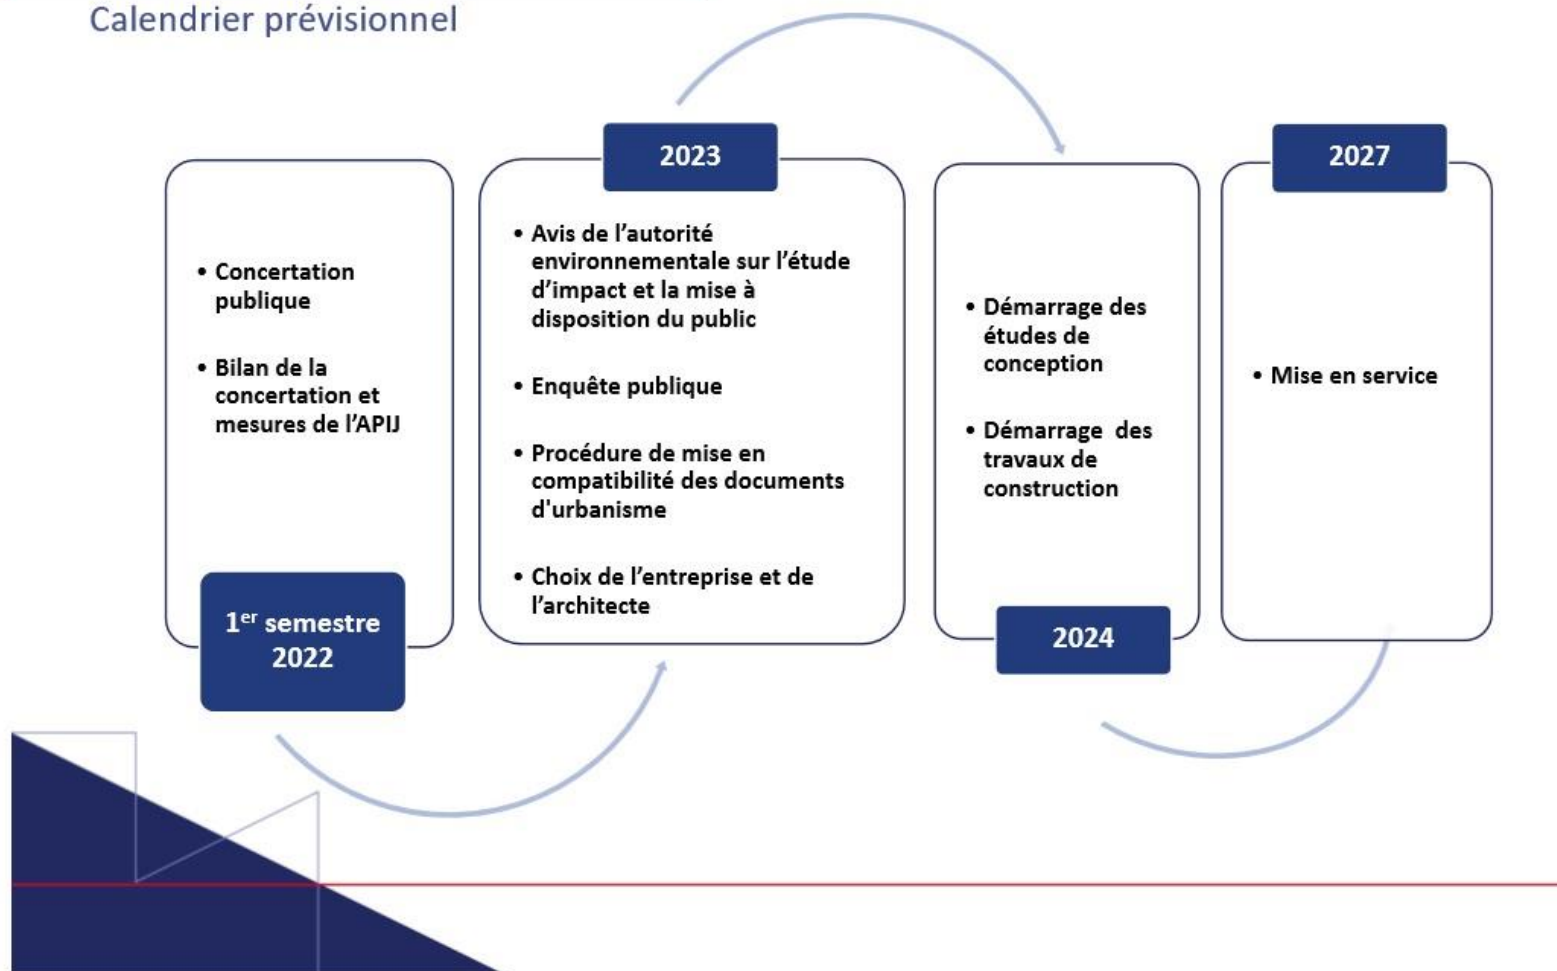 Calendrier prévisionnel
• Concertation
publique
• Bilan de la
concertation et
mesures de l’APIJ
1er semestre
2022
2023
• Avis de l’autorité
environnementale sur l’étude
d’impact et la mise à
disposition du public
• Enquête publique
• Procédure de mise en
compatibilité des documents
d'urbanisme
• Choix de l’entreprise et de
l’architecte
• Démarrage des
études de
conception
• Démarrage des
travaux de
construction
2024
2027
• Mise en service